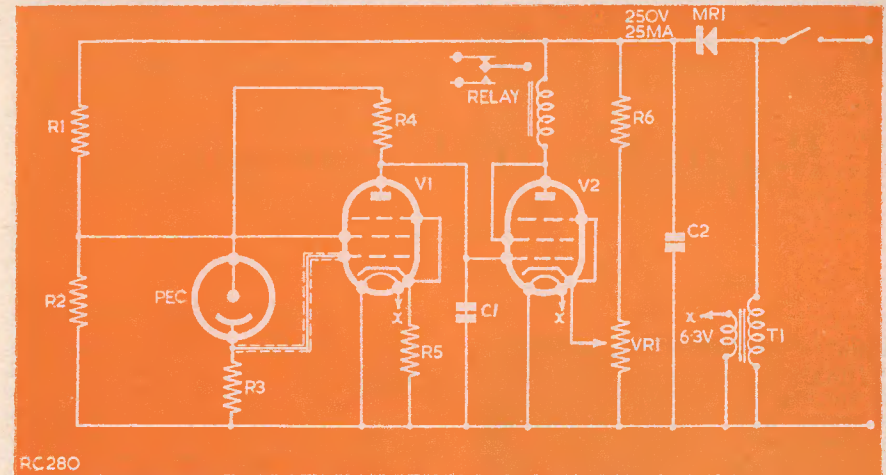 250V MR1
25MA
RELAY
R1
R4
R6
V1
V2
R2
PEC
C2
C1
X
X
X
6·3V
T1
R5
VR1
R3
RC280